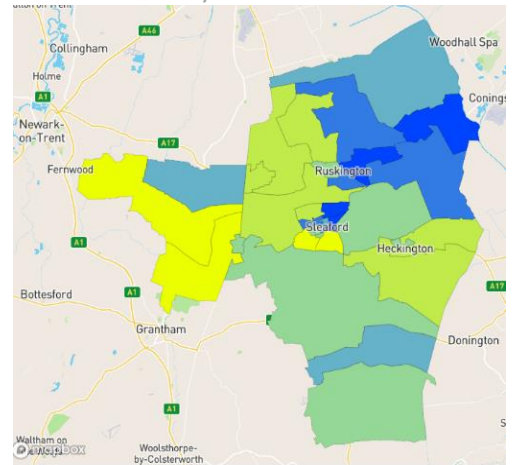 A46
Woodhall Spa
Collingham
Holme
A1
Conings
Newark-
on-Trent
A17
Fernwood
Ruskington
Sleaford
A1
Heckington
A17
Bottesford
A1
Grantham
Donington
A1
Waltham on
Woolsthorpe-
by-Colsterworth
mapbox